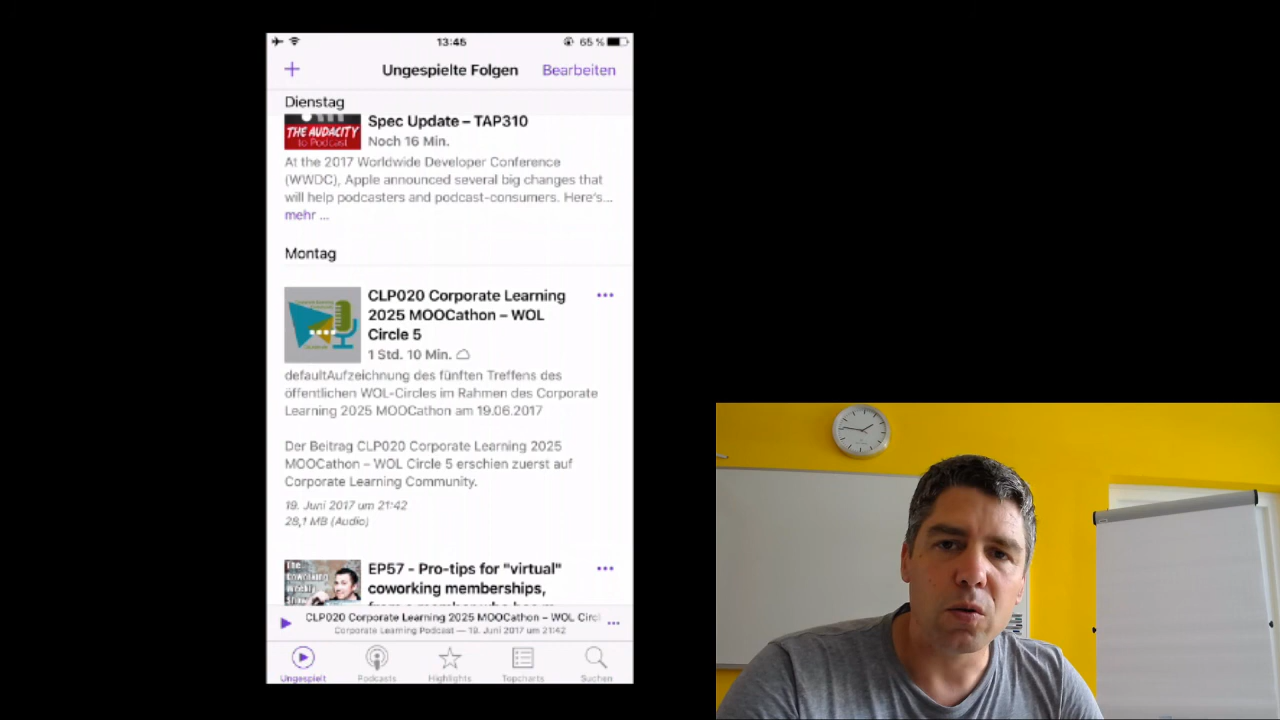 13:45
65 %
+
Ungespielte Folgen
Bearbeiten
Dienstag
THE AUDACITY
to Podcast
Spec Update – TAP310
Noch 16 Min.
At the 2017 Worldwide Developer Conference
(WWDC), Apple announced several big changes that
will help podcasters and podcast-consumers. Here's...
mehr ...
Montag
CLP020 Corporate Learning
2025 MOOCathon – WOL
Circle 5
1 Std. 10 Min.
defaultAufzeichnung des fünften Treffens des
öffentlichen WOL-Circles im Rahmen des Corporate
Learning 2025 MOOCathon am 19.06.2017
Der Beitrag CLP020 Corporate Learning 2025
MOOCathon – WOL Circle 5 erschien zuerst auf
Corporate Learning Community.
19. Juni 2017 um 21:42
28,1 MB (Audio)
The
Coworking
Weekly
Show
EP57 - Pro-tips for "virtual"
coworking memberships,
CLP020 Corporate Learning 2025 MOOCathon – WOL Circ
Corporate Learning Podcast — 19. Juni 2017 um 21:42
Ungespielt
Podcasts
Highlights
Topcharts
Suchen